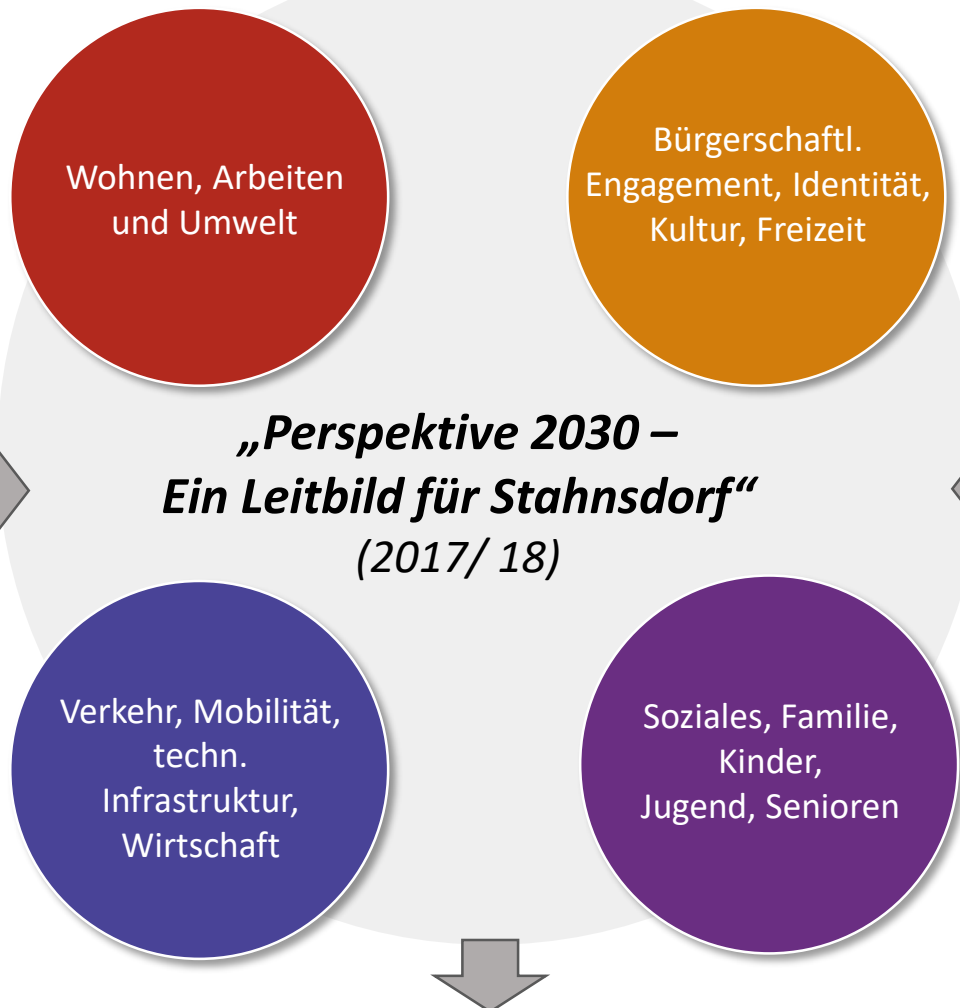 Wohnen, Arbeiten
und Umwelt
Bürgerschaftl.
Engagement, Identität,
Kultur, Freizeit
„Perspektive 2030 –
Ein Leitbild für Stahnsdorf“
(2017/ 18)
Verkehr, Mobilität,
techn.
Infrastruktur,
Wirtschaft
Soziales, Familie,
Kinder,
Jugend, Senioren